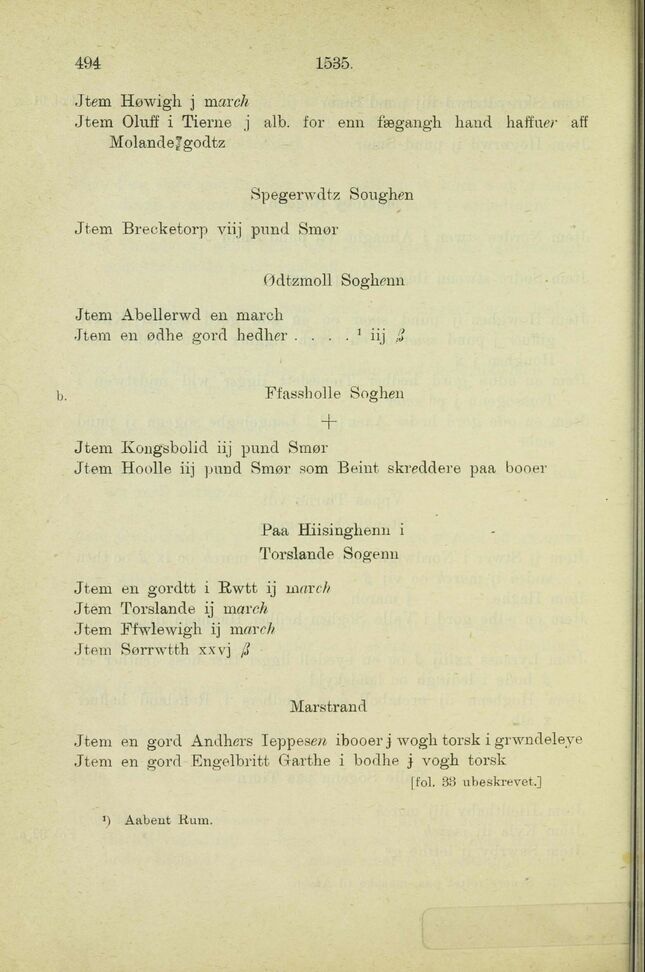 494 1535.
Jtem Høwigh j march
Jtem Oluff i Tierne j alb. for enn fægangh hand haffuer aff
Molande[?]godtz
Spegerwdtz Soughen
Jtem Brecketorp viij pund Smør
Ødtzmoll Soghenn
Jtem Abellerwd en march
Jtem en ødhe gord hedher . . . . ¹ iij β
b. Ffassholle Soghen
+
Jtem Kongsbolid iij pund Smør
Jtem Hoolle iij pund Smør som Beint skreddere paa booer
Paa Hiisinghenn i
Torslande Sogenn
Jtem en gordtt i Rwtt ij march
Jtem Torslande ij march
Jtem Ffwlewigh ij march
Jtem Sørrwtth xxvj β
Marstrand
Jtem en gord Andhers Ieppesen ibooer j wogh torsk i grwndeleye
Jtem en gord Engelbritt Garthe i bodhe j vogh torsk
[fol. 33 ubeskrevet.]
¹) Aabent Rum.